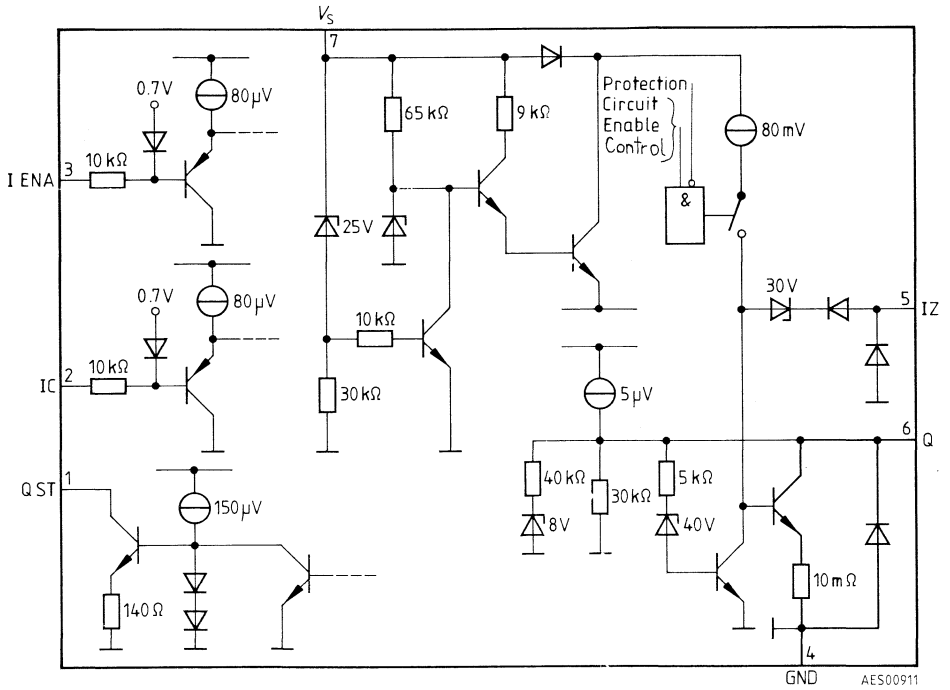 VS
7
0.7V
80µV
Protection
Circuit
Enable
Control
65kΩ
9kΩ
80mV
I ENA
3
10kΩ
&
25V
30V
5
IZ
0.7V
80µV
10kΩ
IC
2
10kΩ
30kΩ
5µV
6
Q
QST
1
150µV
40kΩ
30kΩ
5kΩ
8V
40V
140Ω
10mΩ
4
GND
AES00911